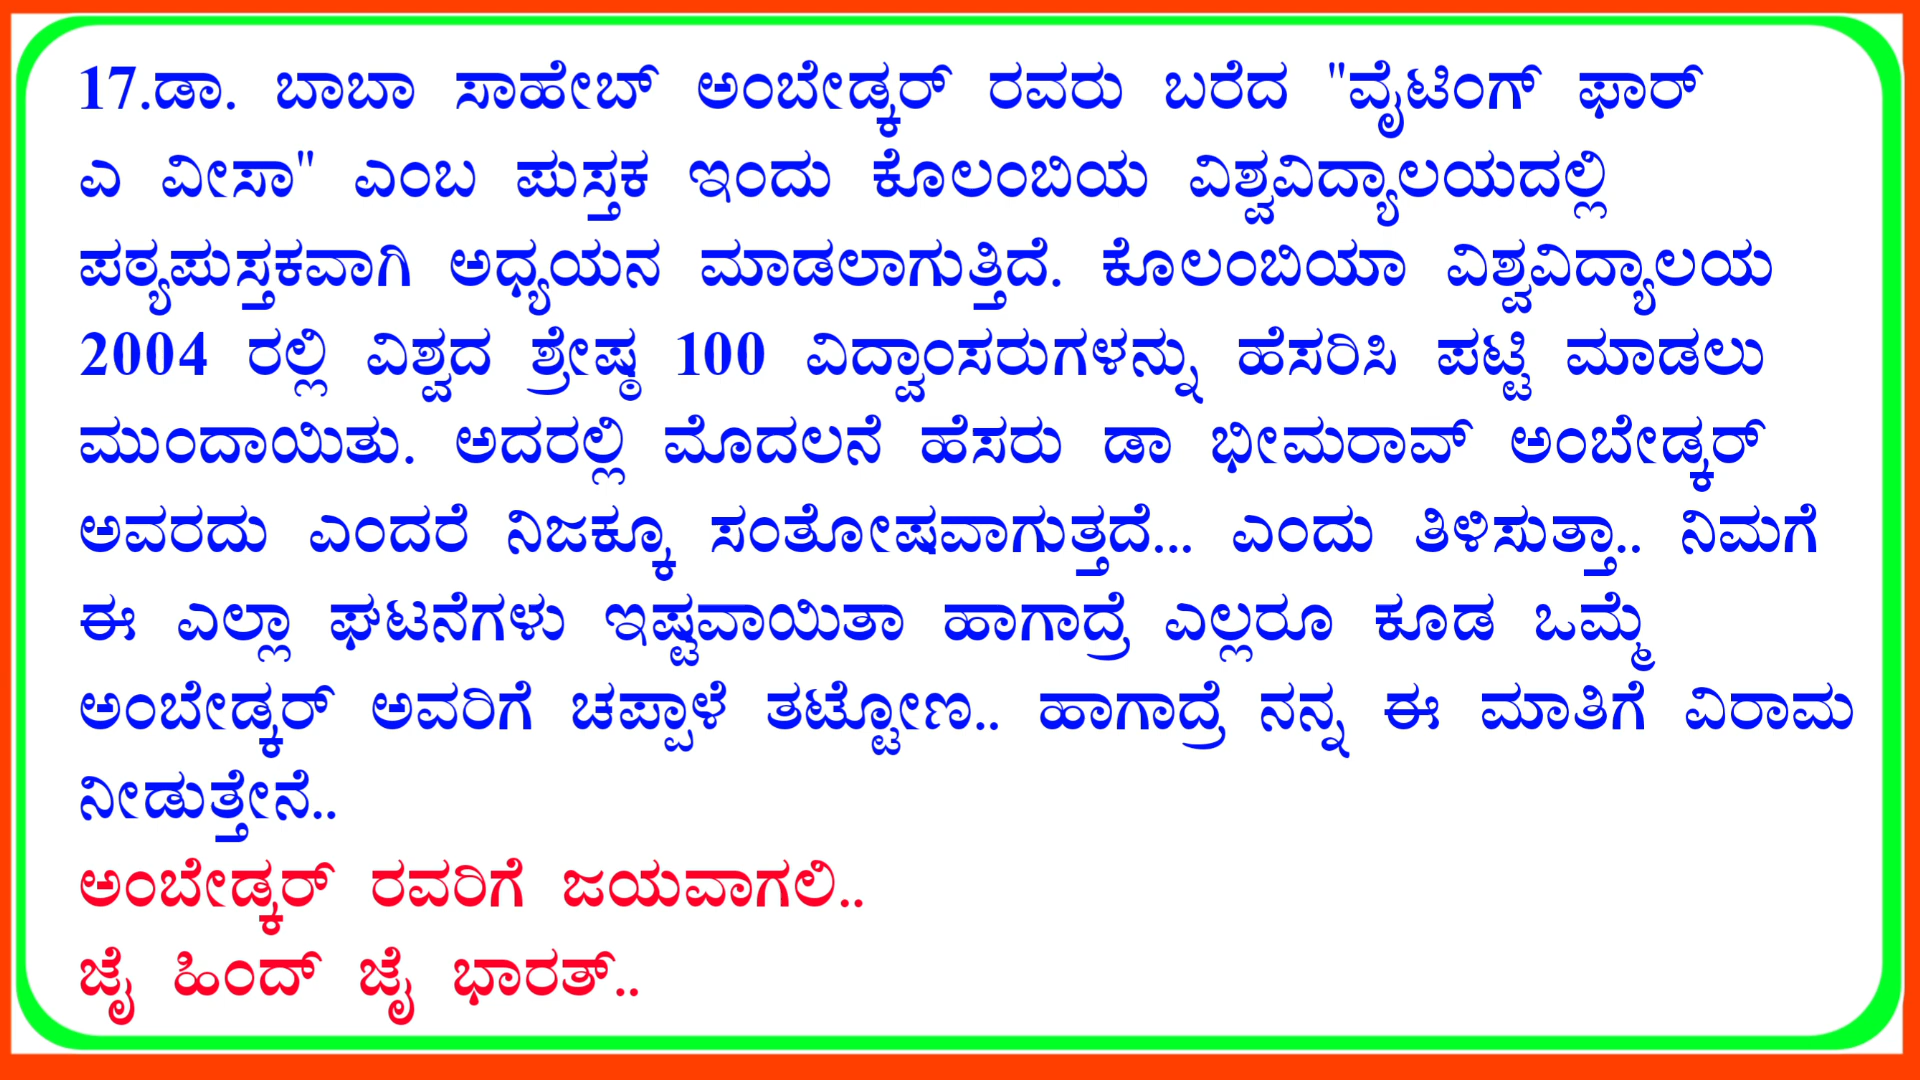 17.ಡಾ. ಬಾಬಾ ಸಾಹೇಬ್ ಅಂಬೇಡ್ಕರ್ ರವರು ಬರೆದ "ವೈಟಿಂಗ್ ಫಾರ್
ಎ ವೀಸಾ" ಎಂಬ ಪುಸ್ತಕ ಇಂದು ಕೊಲಂಬಿಯ ವಿಶ್ವವಿದ್ಯಾಲಯದಲ್ಲಿ
ಪಠ್ಯಪುಸ್ತಕವಾಗಿ ಅಧ್ಯಯನ ಮಾಡಲಾಗುತ್ತಿದೆ. ಕೊಲಂಬಿಯಾ ವಿಶ್ವವಿದ್ಯಾಲಯ
2004 ರಲ್ಲಿ ವಿಶ್ವದ ಶ್ರೇಷ್ಠ 100 ವಿದ್ವಾಂಸರುಗಳನ್ನು ಹೆಸರಿಸಿ ಪಟ್ಟಿ ಮಾಡಲು
ಮುಂದಾಯಿತು. ಅದರಲ್ಲಿ ಮೊದಲನೆ ಹೆಸರು ಡಾ ಭೀಮರಾವ್ ಅಂಬೇಡ್ಕರ್
ಅವರದು ಎಂದರೆ ನಿಜಕ್ಕೂ ಸಂತೋಷವಾಗುತ್ತದೆ... ಎಂದು ತಿಳಿಸುತ್ತಾ.. ನಿಮಗೆ
ಈ ಎಲ್ಲಾ ಘಟನೆಗಳು ಇಷ್ಟವಾಯಿತಾ ಹಾಗಾದ್ರೆ ಎಲ್ಲರೂ ಕೂಡ ಒಮ್ಮೆ
ಅಂಬೇಡ್ಕರ್ ಅವರಿಗೆ ಚಪ್ಪಾಳೆ ತಟ್ಟೋಣ.. ಹಾಗಾದ್ರೆ ನನ್ನ ಈ ಮಾತಿಗೆ ವಿರಾಮ
ನೀಡುತ್ತೇನೆ..
ಅಂಬೇಡ್ಕರ್ ರವರಿಗೆ ಜಯವಾಗಲಿ..
ಜೈ ಹಿಂದ್ ಜೈ ಭಾರತ್..